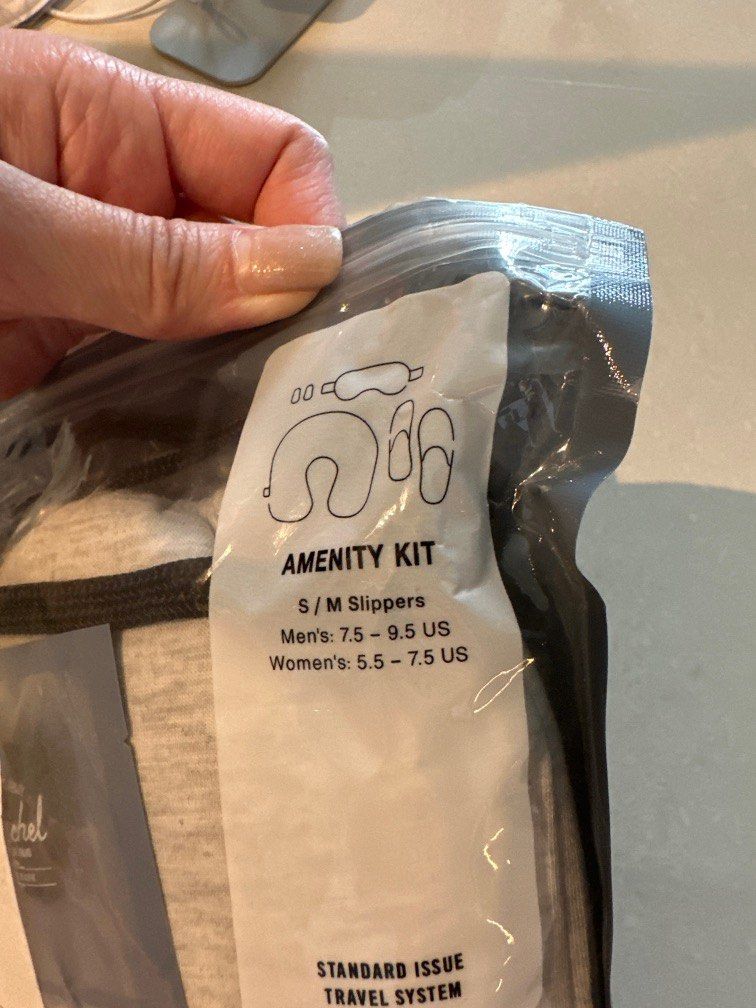 AMENITY KIT
S / M Slippers
Men's: 7.5 – 9.5 US
Women's: 5.5 – 7.5 US
chel
STANDARD ISSUE
TRAVEL SYSTEM